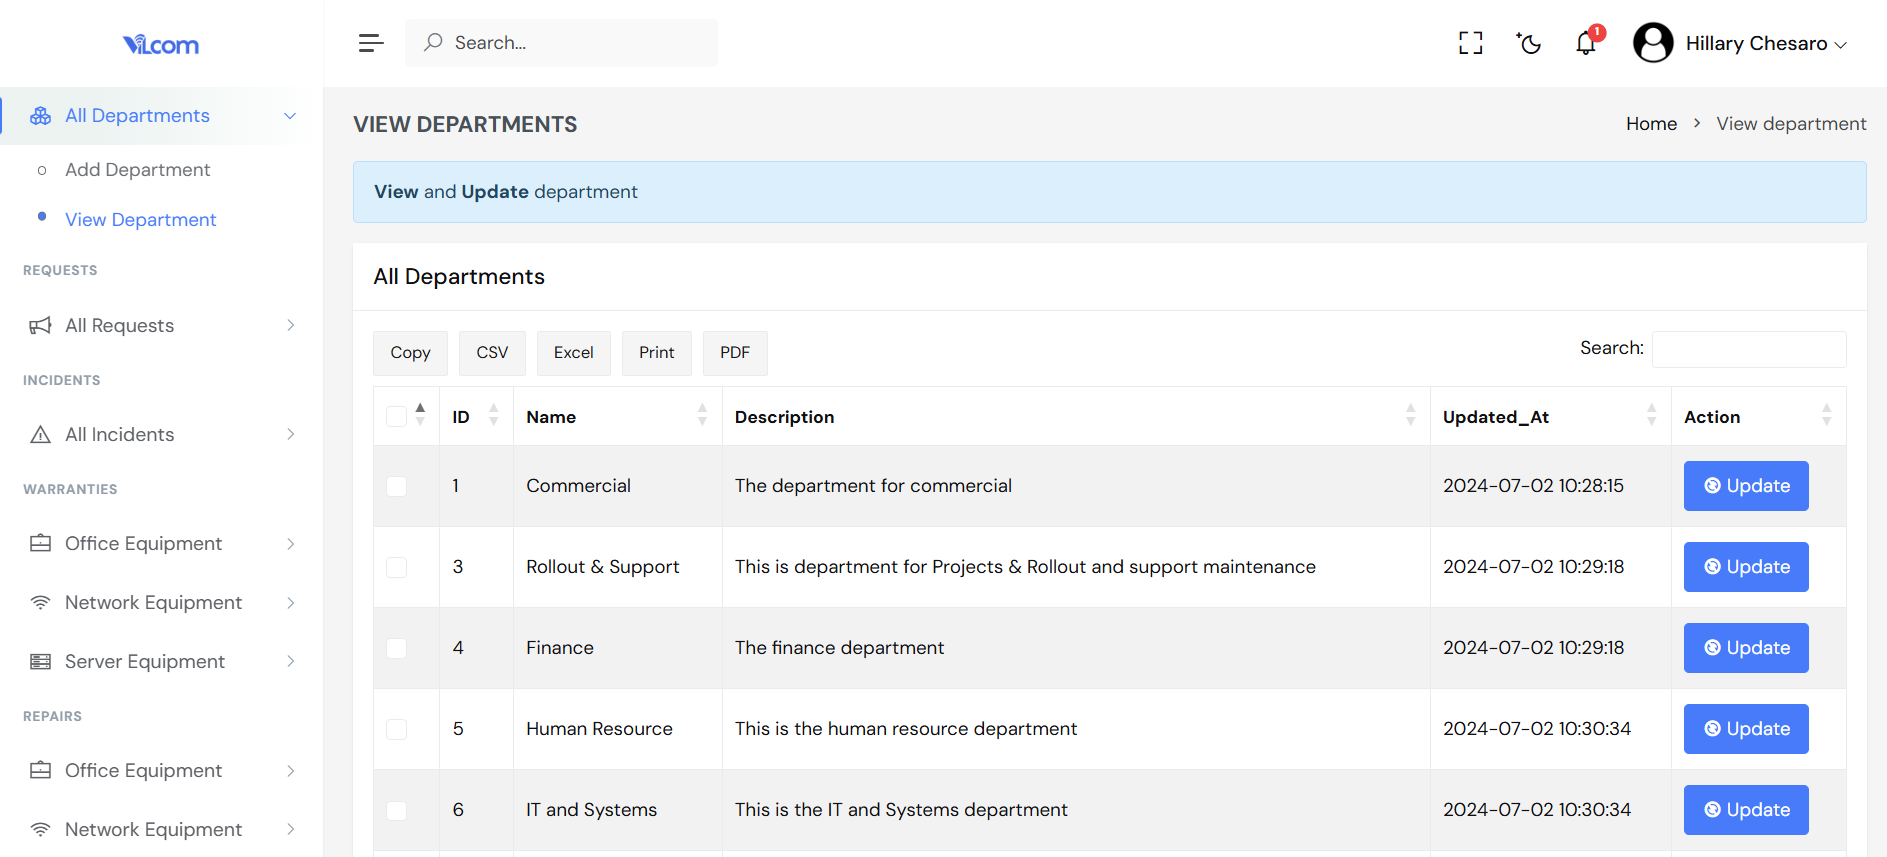 Vilcom
Search...
1
Hillary Chesaro
All Departments
Add Department
View Department
REQUESTS
All Requests
INCIDENTS
All Incidents
WARRANTIES
Office Equipment
Network Equipment
Server Equipment
REPAIRS
Office Equipment
Network Equipment
VIEW DEPARTMENTS
Home > View department
View and Update department
All Departments
Copy CSV Excel Print PDF Search:
ID Name Description Updated_At Action
1 Commercial The department for commercial 2024-07-02 10:28:15 Update
3 Rollout & Support This is department for Projects & Rollout and support maintenance 2024-07-02 10:29:18 Update
4 Finance The finance department 2024-07-02 10:29:18 Update
5 Human Resource This is the human resource department 2024-07-02 10:30:34 Update
6 IT and Systems This is the IT and Systems department 2024-07-02 10:30:34 Update